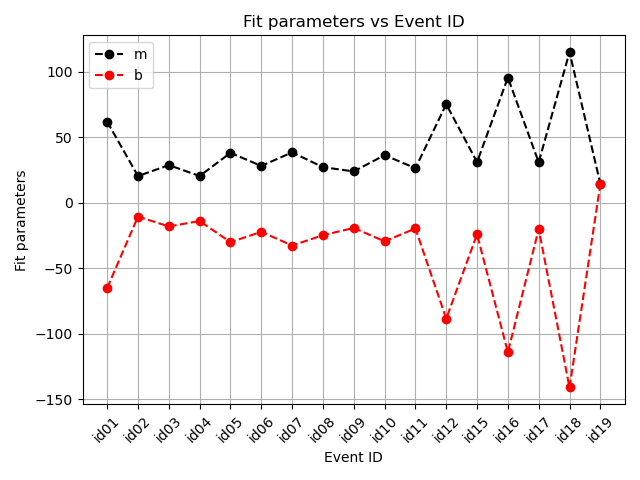 Fit parameters vs Event ID
m
b
Fit parameters
100
50
0
−50
−100
−150
id01
id02
id03
id04
id05
id06
id07
id08
id09
id10
id11
id12
id15
id16
id17
id18
id19
Event ID